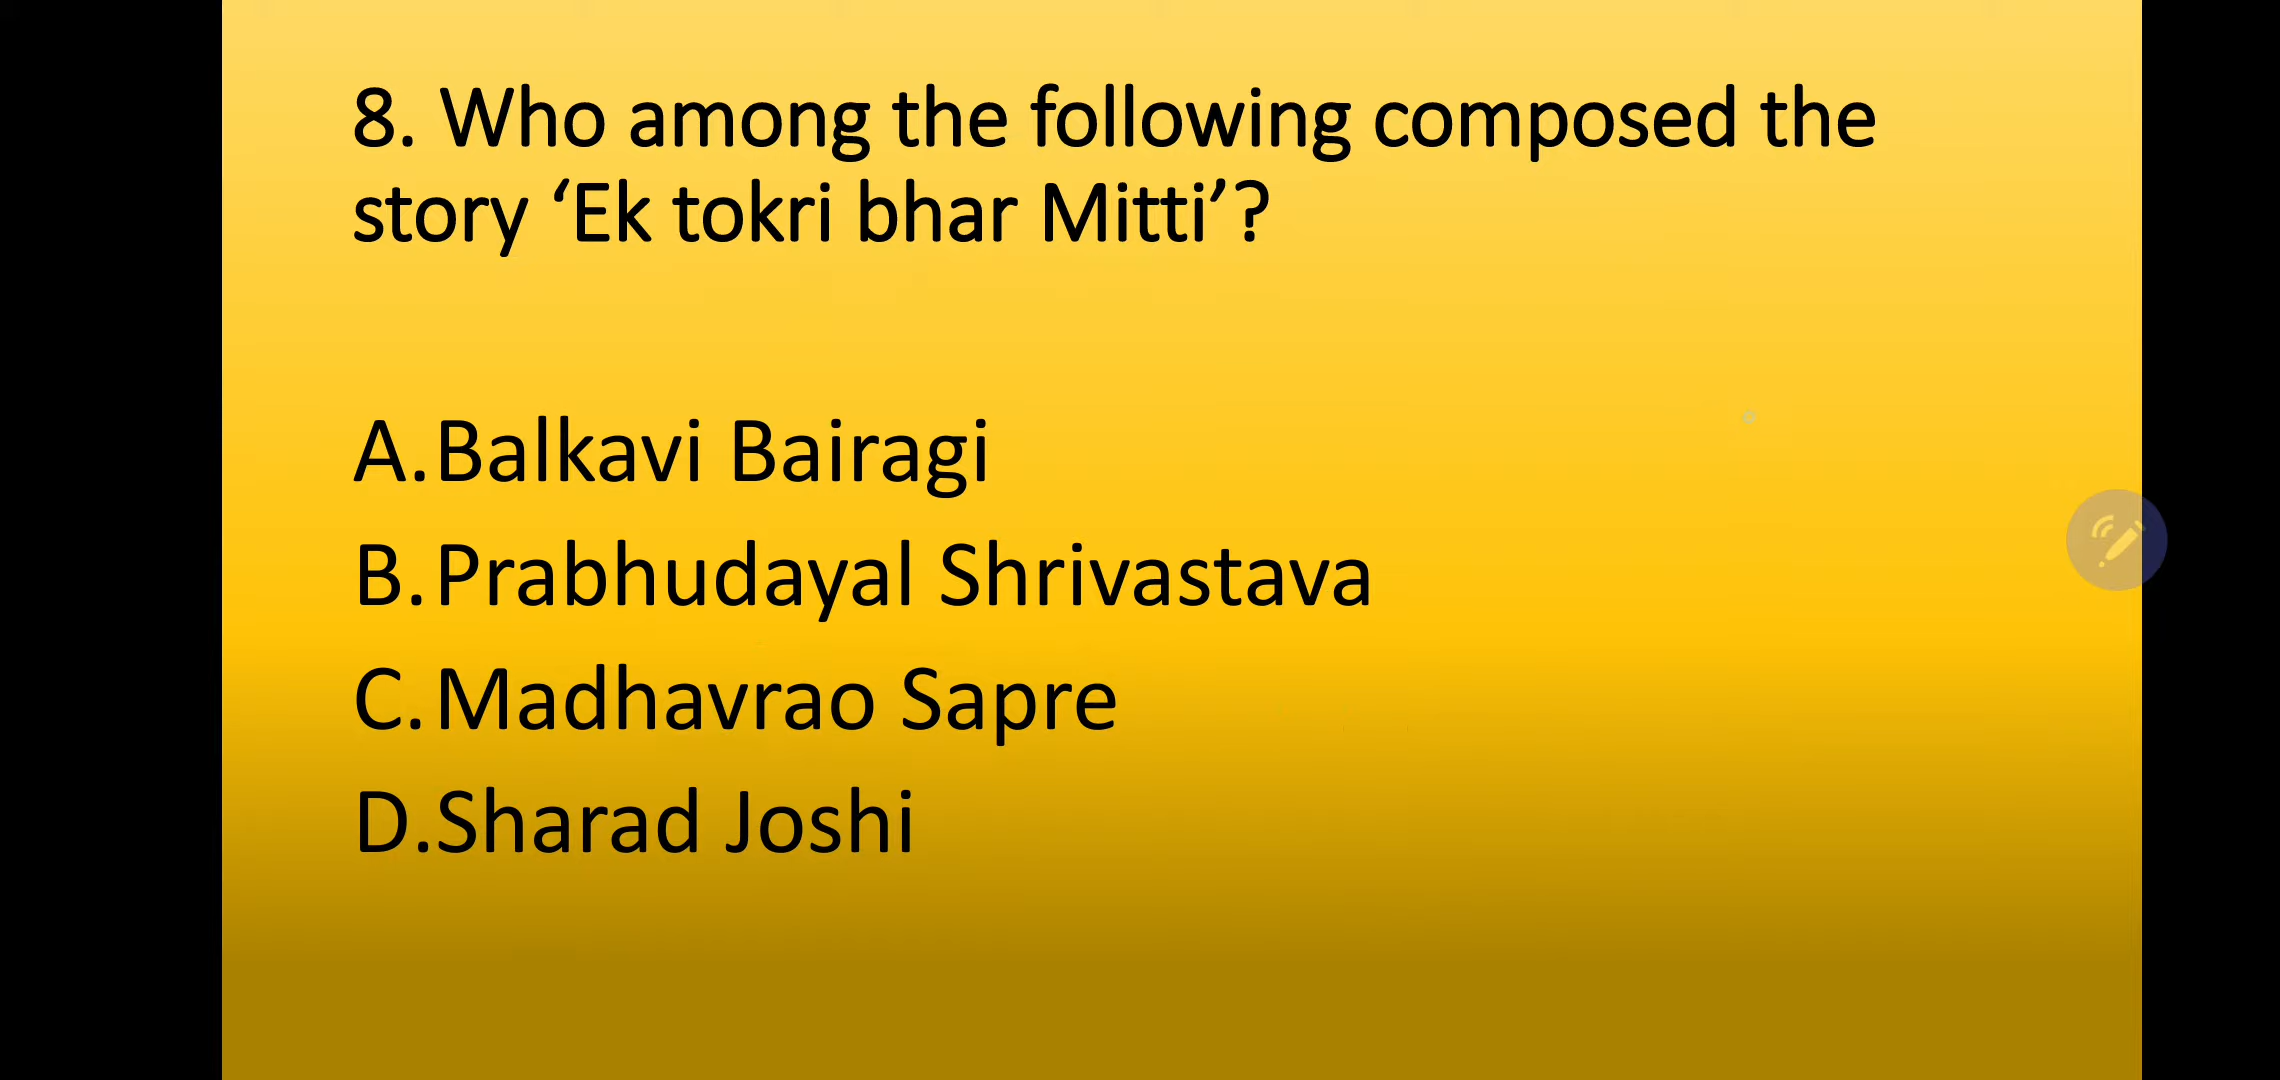 8. Who among the following composed the
story ‘Ek tokri bhar Mitti’?
A. Balkavi Bairagi
B. Prabhudayal Shrivastava
C. Madhavrao Sapre
D. Sharad Joshi